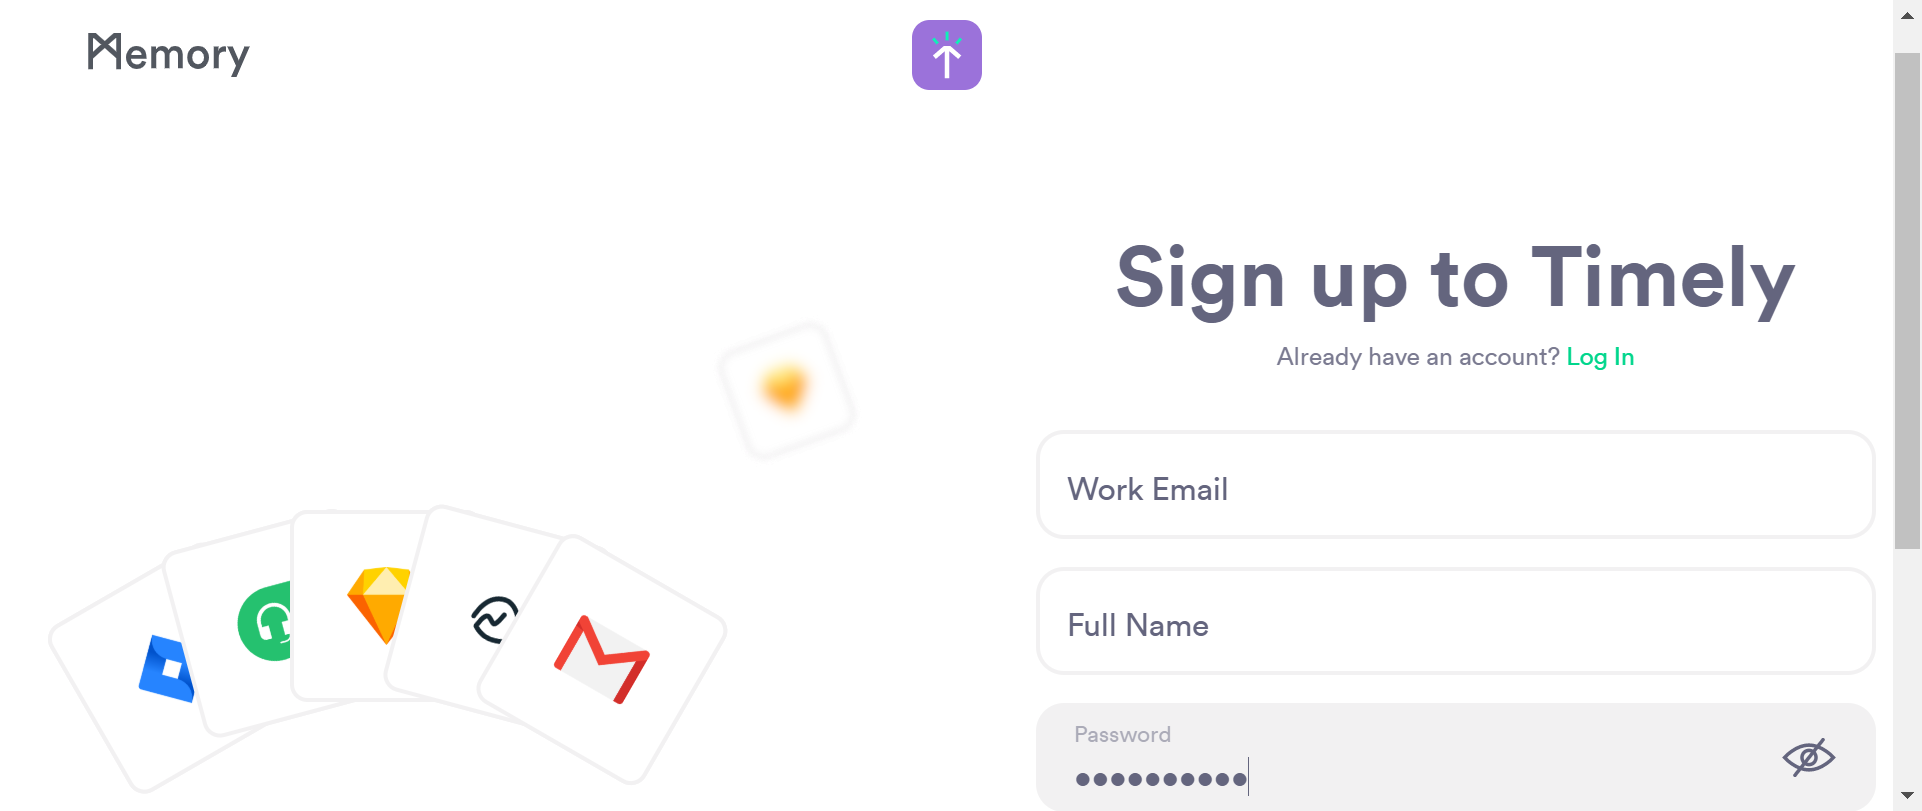 Memory
Sign up to Timely
Already have an account? Log In
Work Email
Full Name
Password
●●●●●●●●●●